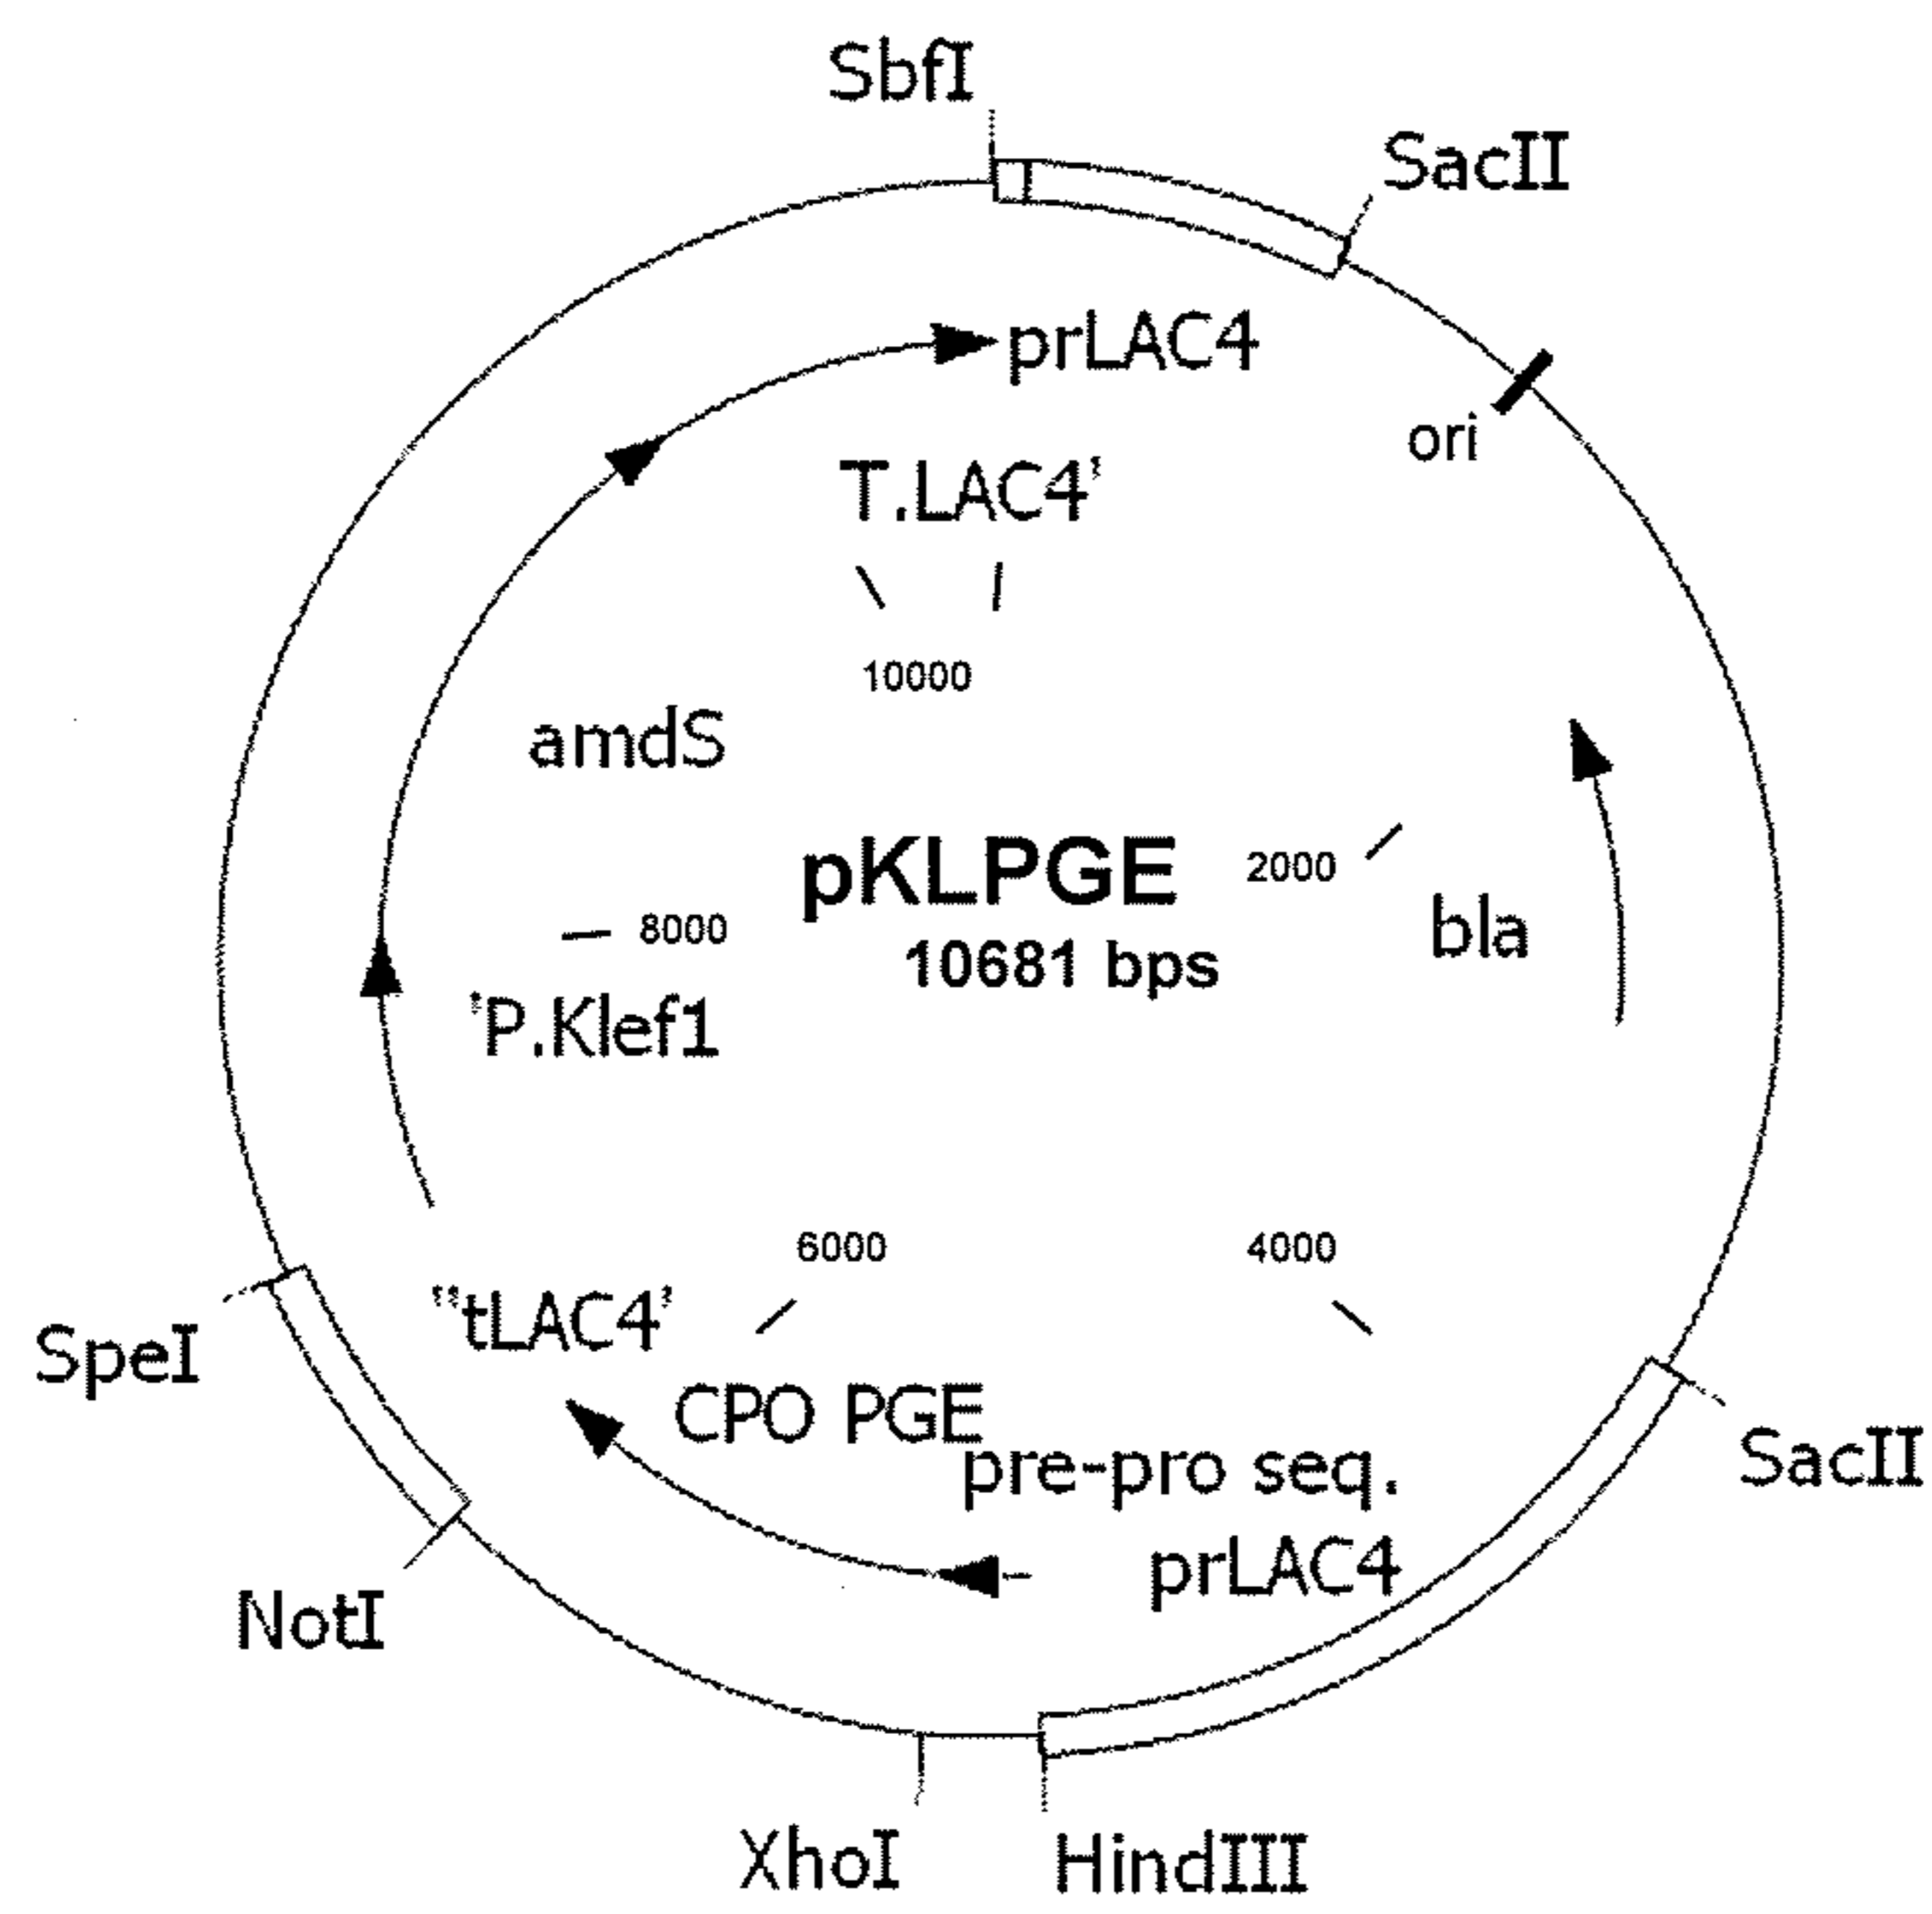 SbfI
SacII
prLAC4
ori
T.LAC4'
10000
amdS
pKLPGE
2000
10681 bps
bla
8000
'P.Klef1
6000
4000
"tLAC4'
SpeI
CPO PGE
pre-pro seq.
SacII
prLAC4
NotI
XhoI
HindIII